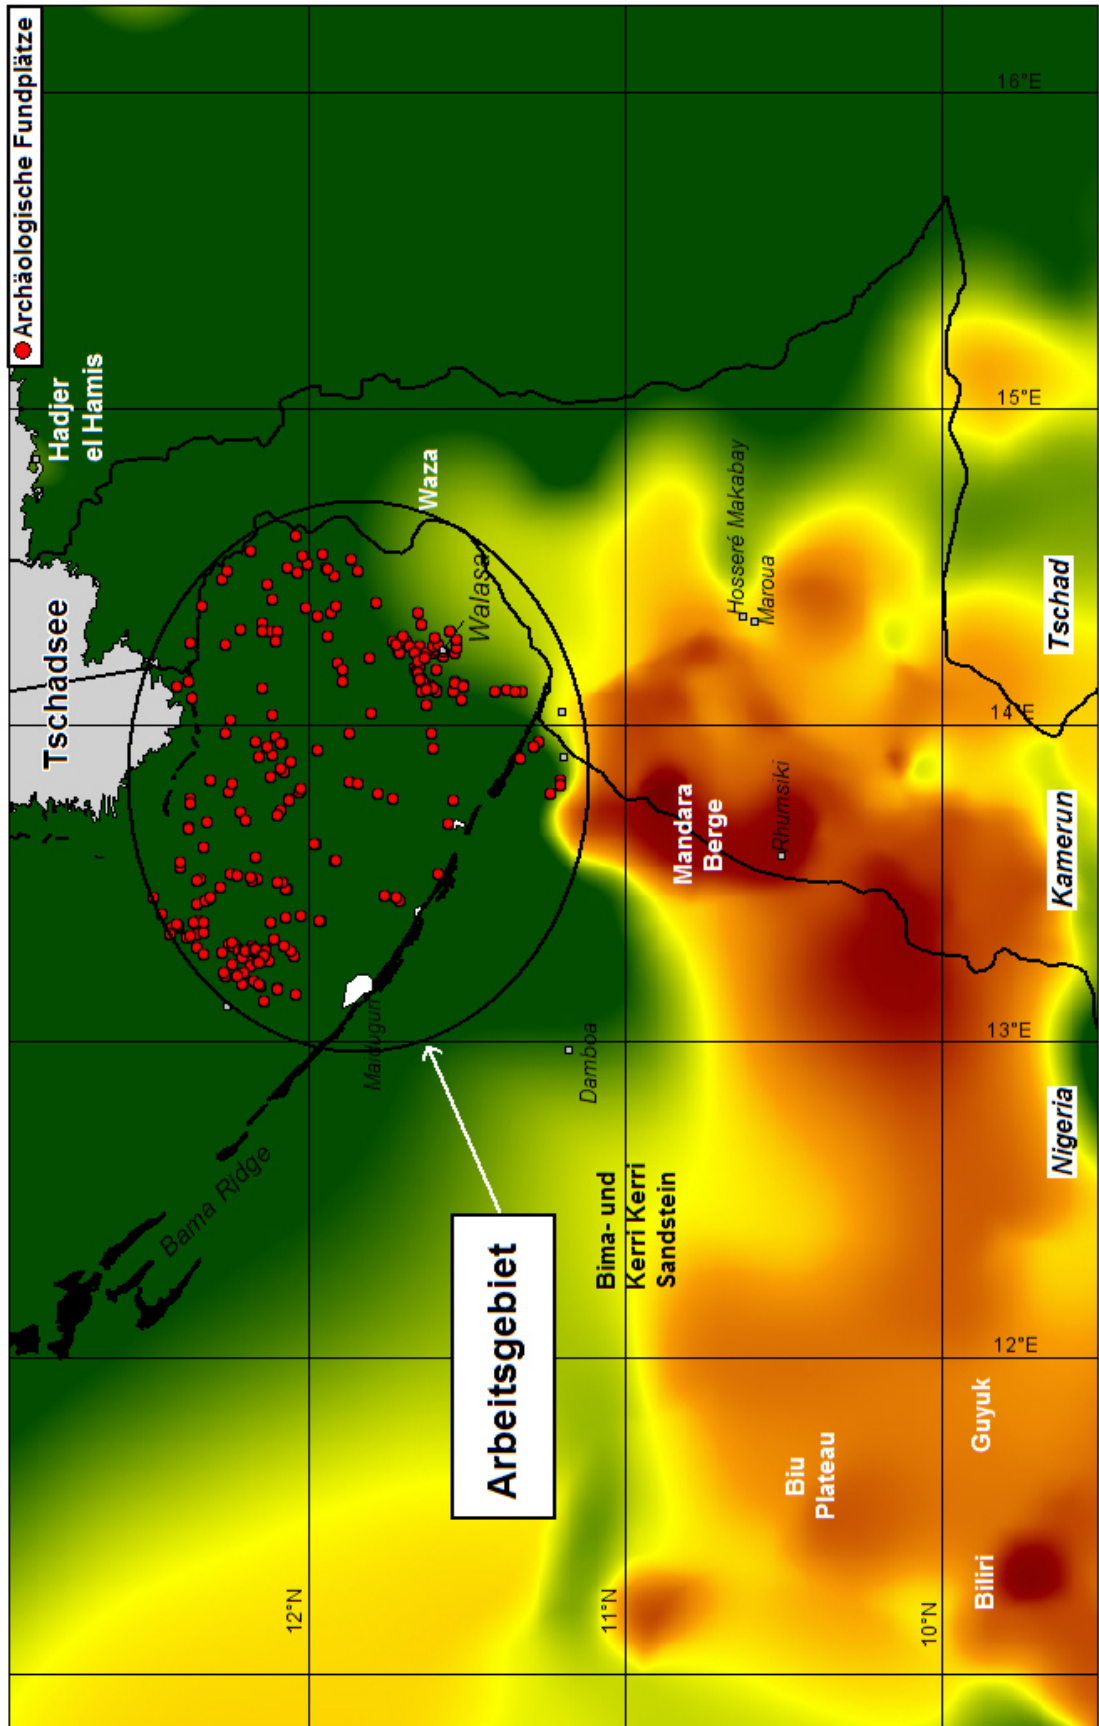 Archäologische Fundplätze
Tschadsee
Hadjer
el Hamis
12°N
Bama Ridge
Maiduguri
Waza
Walasa
Arbeitsgebiet
11°N
Damboa
Bima- und
Kerri Kerri
Sandstein
Mandara
Berge
Hosseré Makabay
Maroua
Rhumsiki
Biu
Plateau
10°N
Biliri
Guyuk
12°E
13°E
14°E
15°E
16°E
Nigeria
Kamerun
Tschad